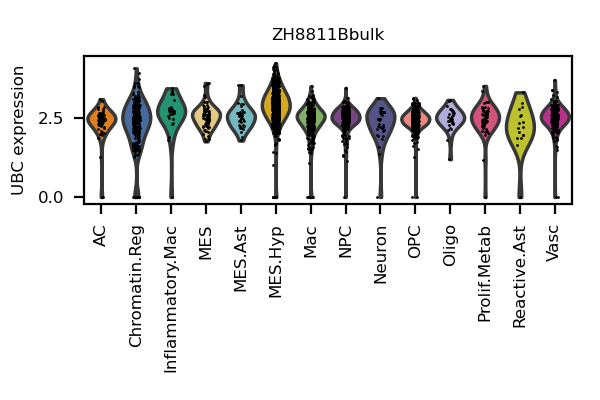 ZH8811Bbulk
UBC expression
2.5
0.0
AC
Chromatin.Reg
Inflammatory.Mac
MES
MES.Ast
MES.Hyp
Mac
NPC
Neuron
OPC
Oligo
Prolif.Metab
Reactive.Ast
Vasc